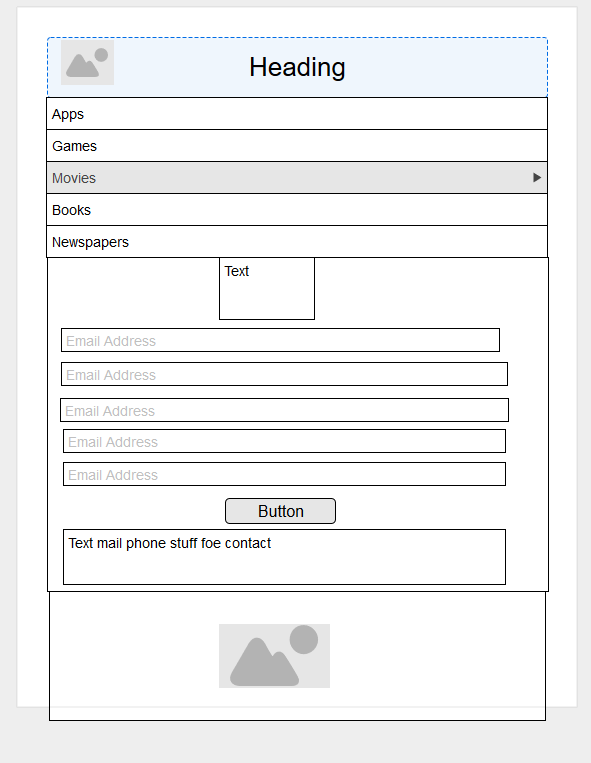 Heading
Apps
Games
Movies
Books
Newspapers
Text
Email Address
Email Address
Email Address
Email Address
Email Address
Button
Text mail phone stuff foe contact